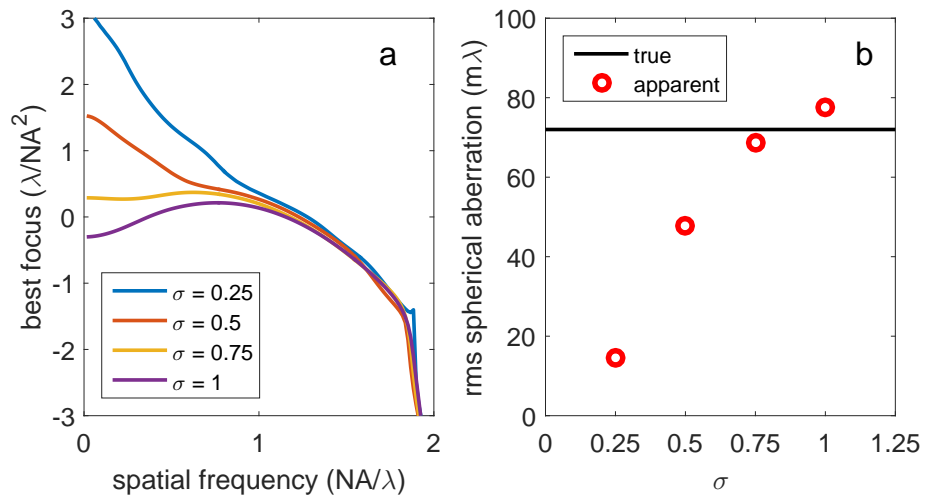 a
best focus (λ/NA²)
3
2
1
0
-1
-2
-3
σ = 0.25
σ = 0.5
σ = 0.75
σ = 1
0
1
2
spatial frequency (NA/λ)
b
rms spherical aberration (mλ)
100
80
60
40
20
0
true
apparent
0
0.25
0.5
0.75
1
1.25
σ